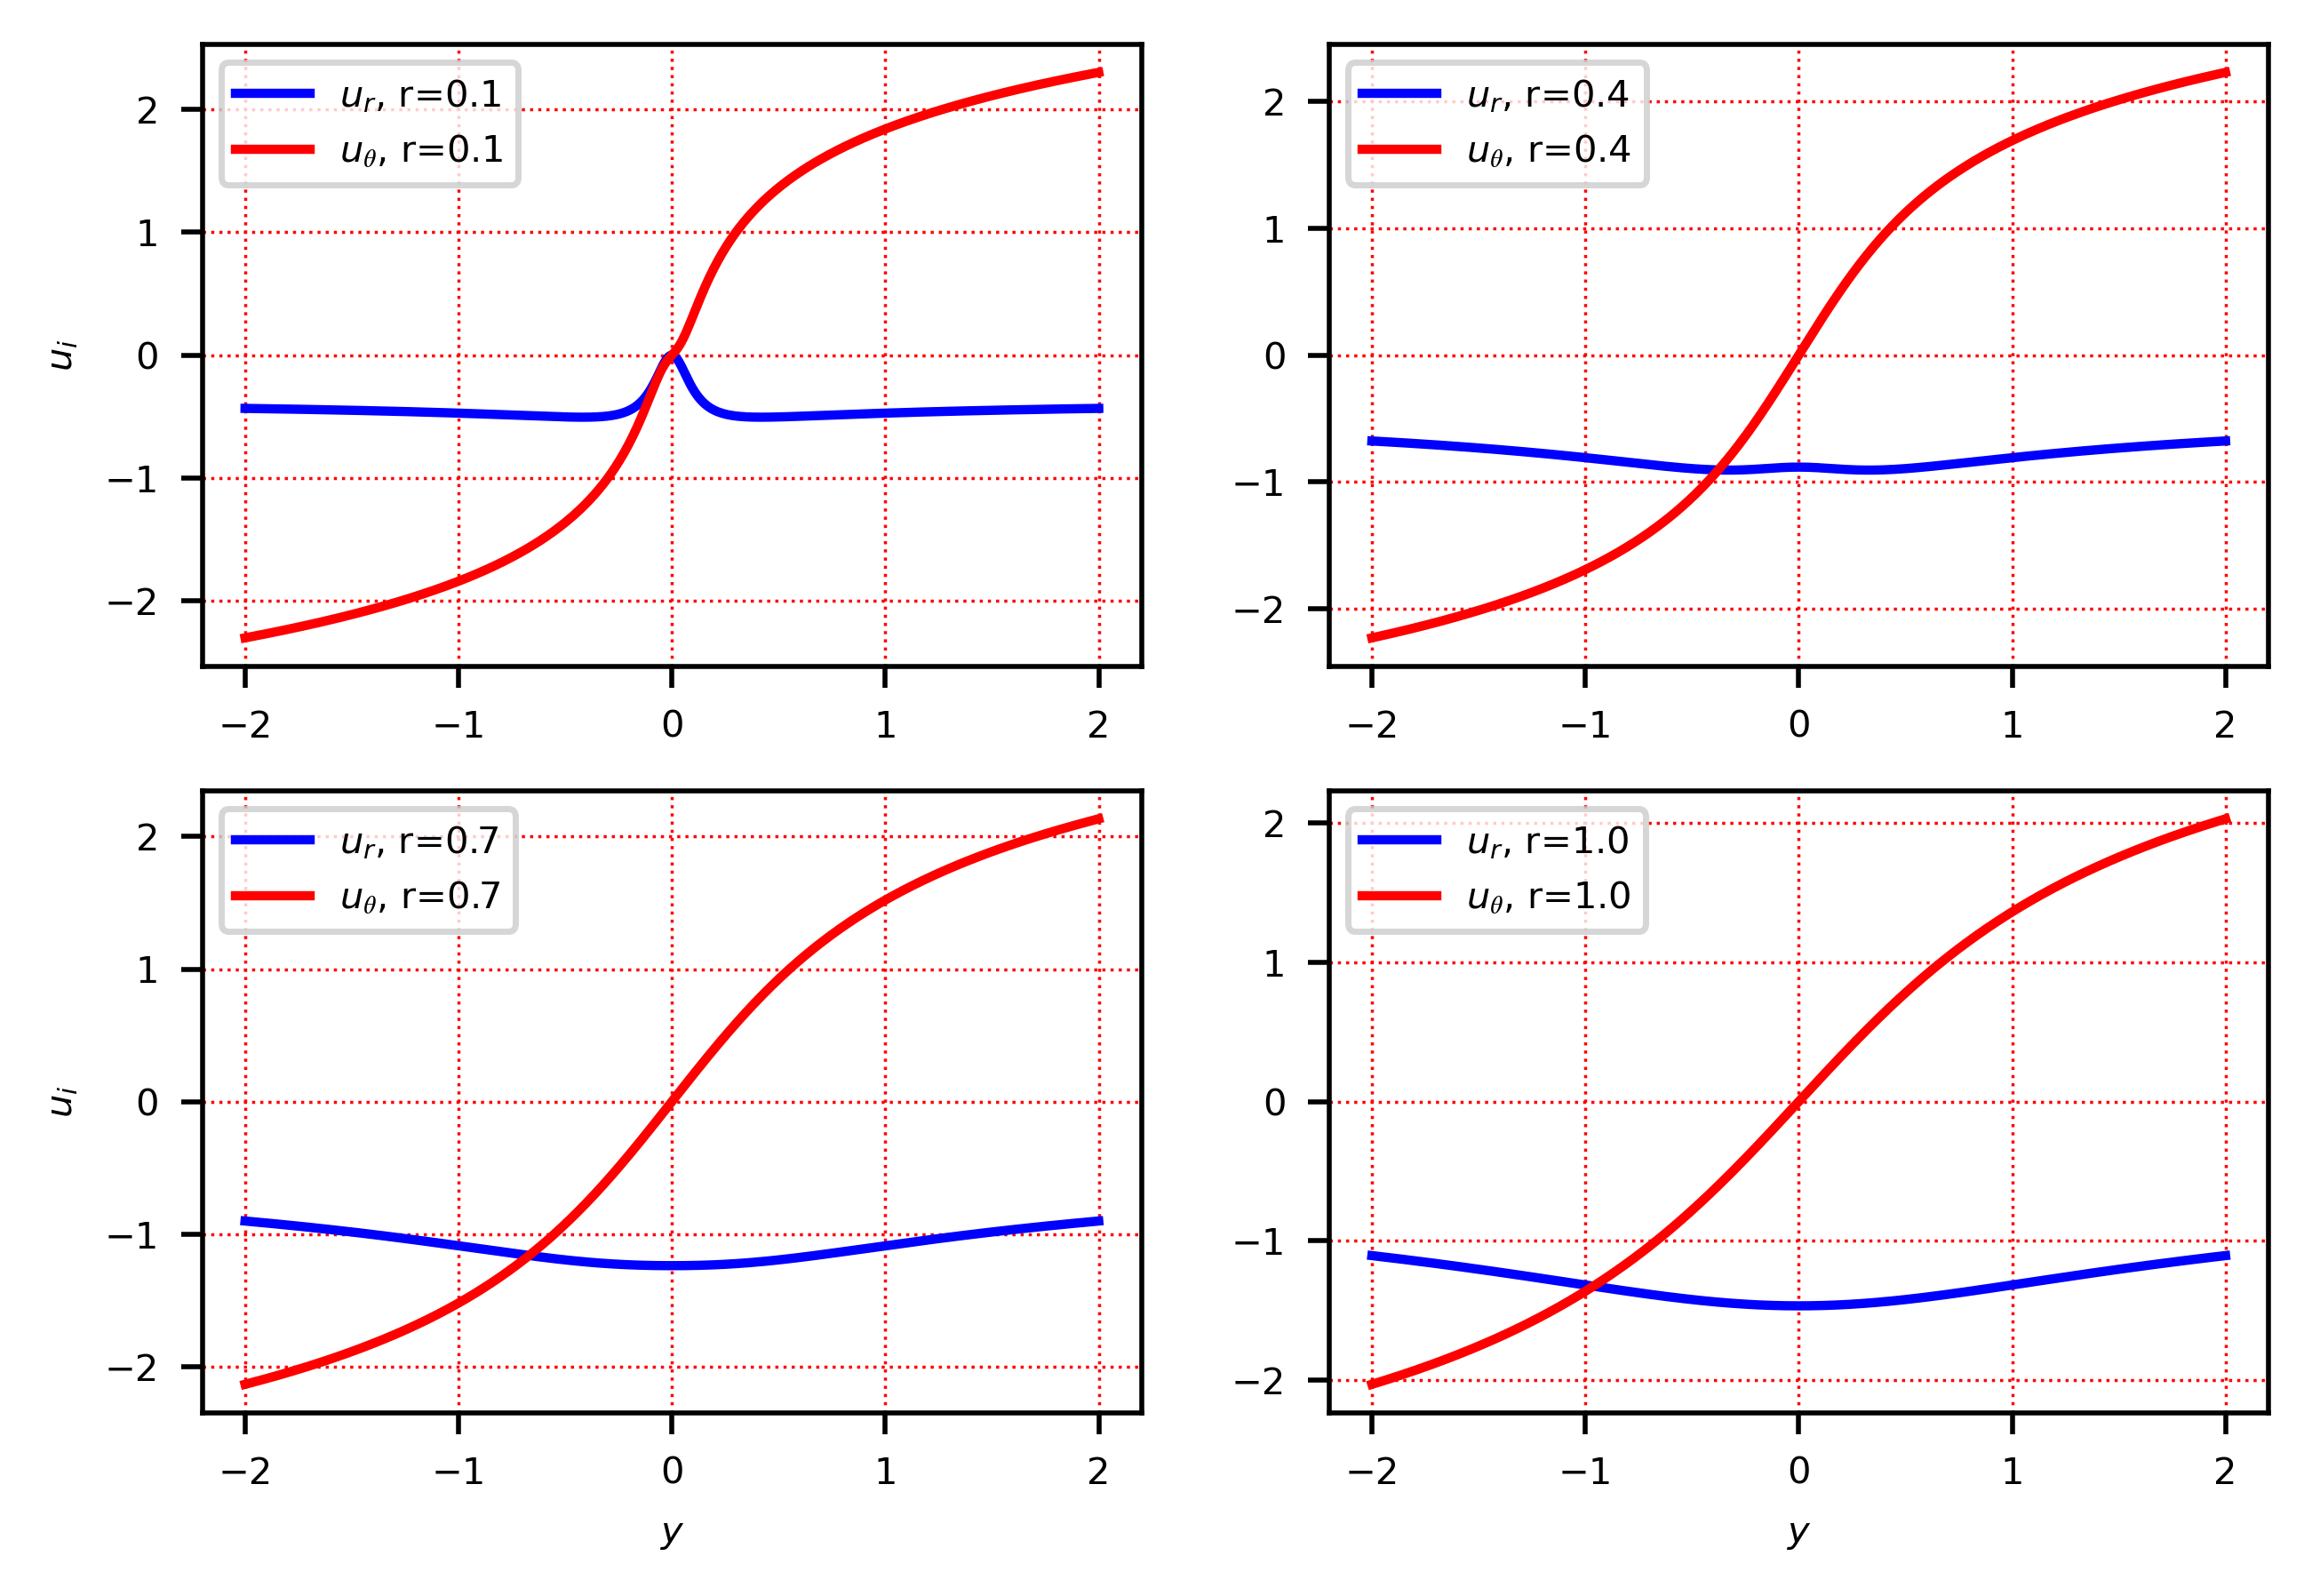 u_r, r=0.1
u_θ, r=0.1
2
1
0
−1
−2
u_i
−2 −1 0 1 2
u_r, r=0.4
u_θ, r=0.4
2
1
0
−1
−2
−2 −1 0 1 2
u_r, r=0.7
u_θ, r=0.7
2
1
0
−1
−2
u_i
−2 −1 0 1 2
y
u_r, r=1.0
u_θ, r=1.0
2
1
0
−1
−2
−2 −1 0 1 2
y